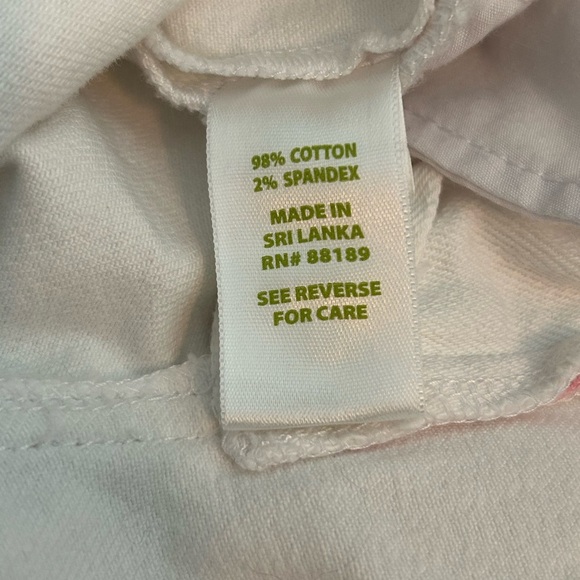 98% COTTON
2% SPANDEX
MADE IN
SRI LANKA
RN# 88189
SEE REVERSE
FOR CARE